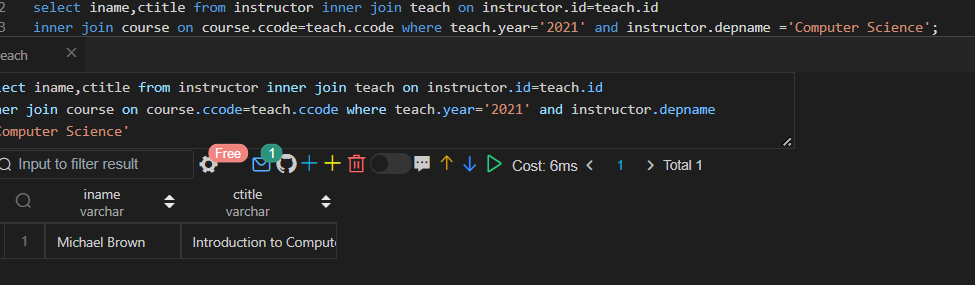 2 select iname,ctitle from instructor inner join teach on instructor.id=teach.id
3 inner join course on course.ccode=teach.ccode where teach.year='2021' and instructor.depname ='Computer Science';
each ×
lect iname,ctitle from instructor inner join teach on instructor.id=teach.id
ner join course on course.ccode=teach.ccode where teach.year='2021' and instructor.depname
Computer Science'
Input to filter result Free 1 Cost: 6ms < 1 > Total 1
iname ctitle
varchar varchar
1 Michael Brown Introduction to Compute